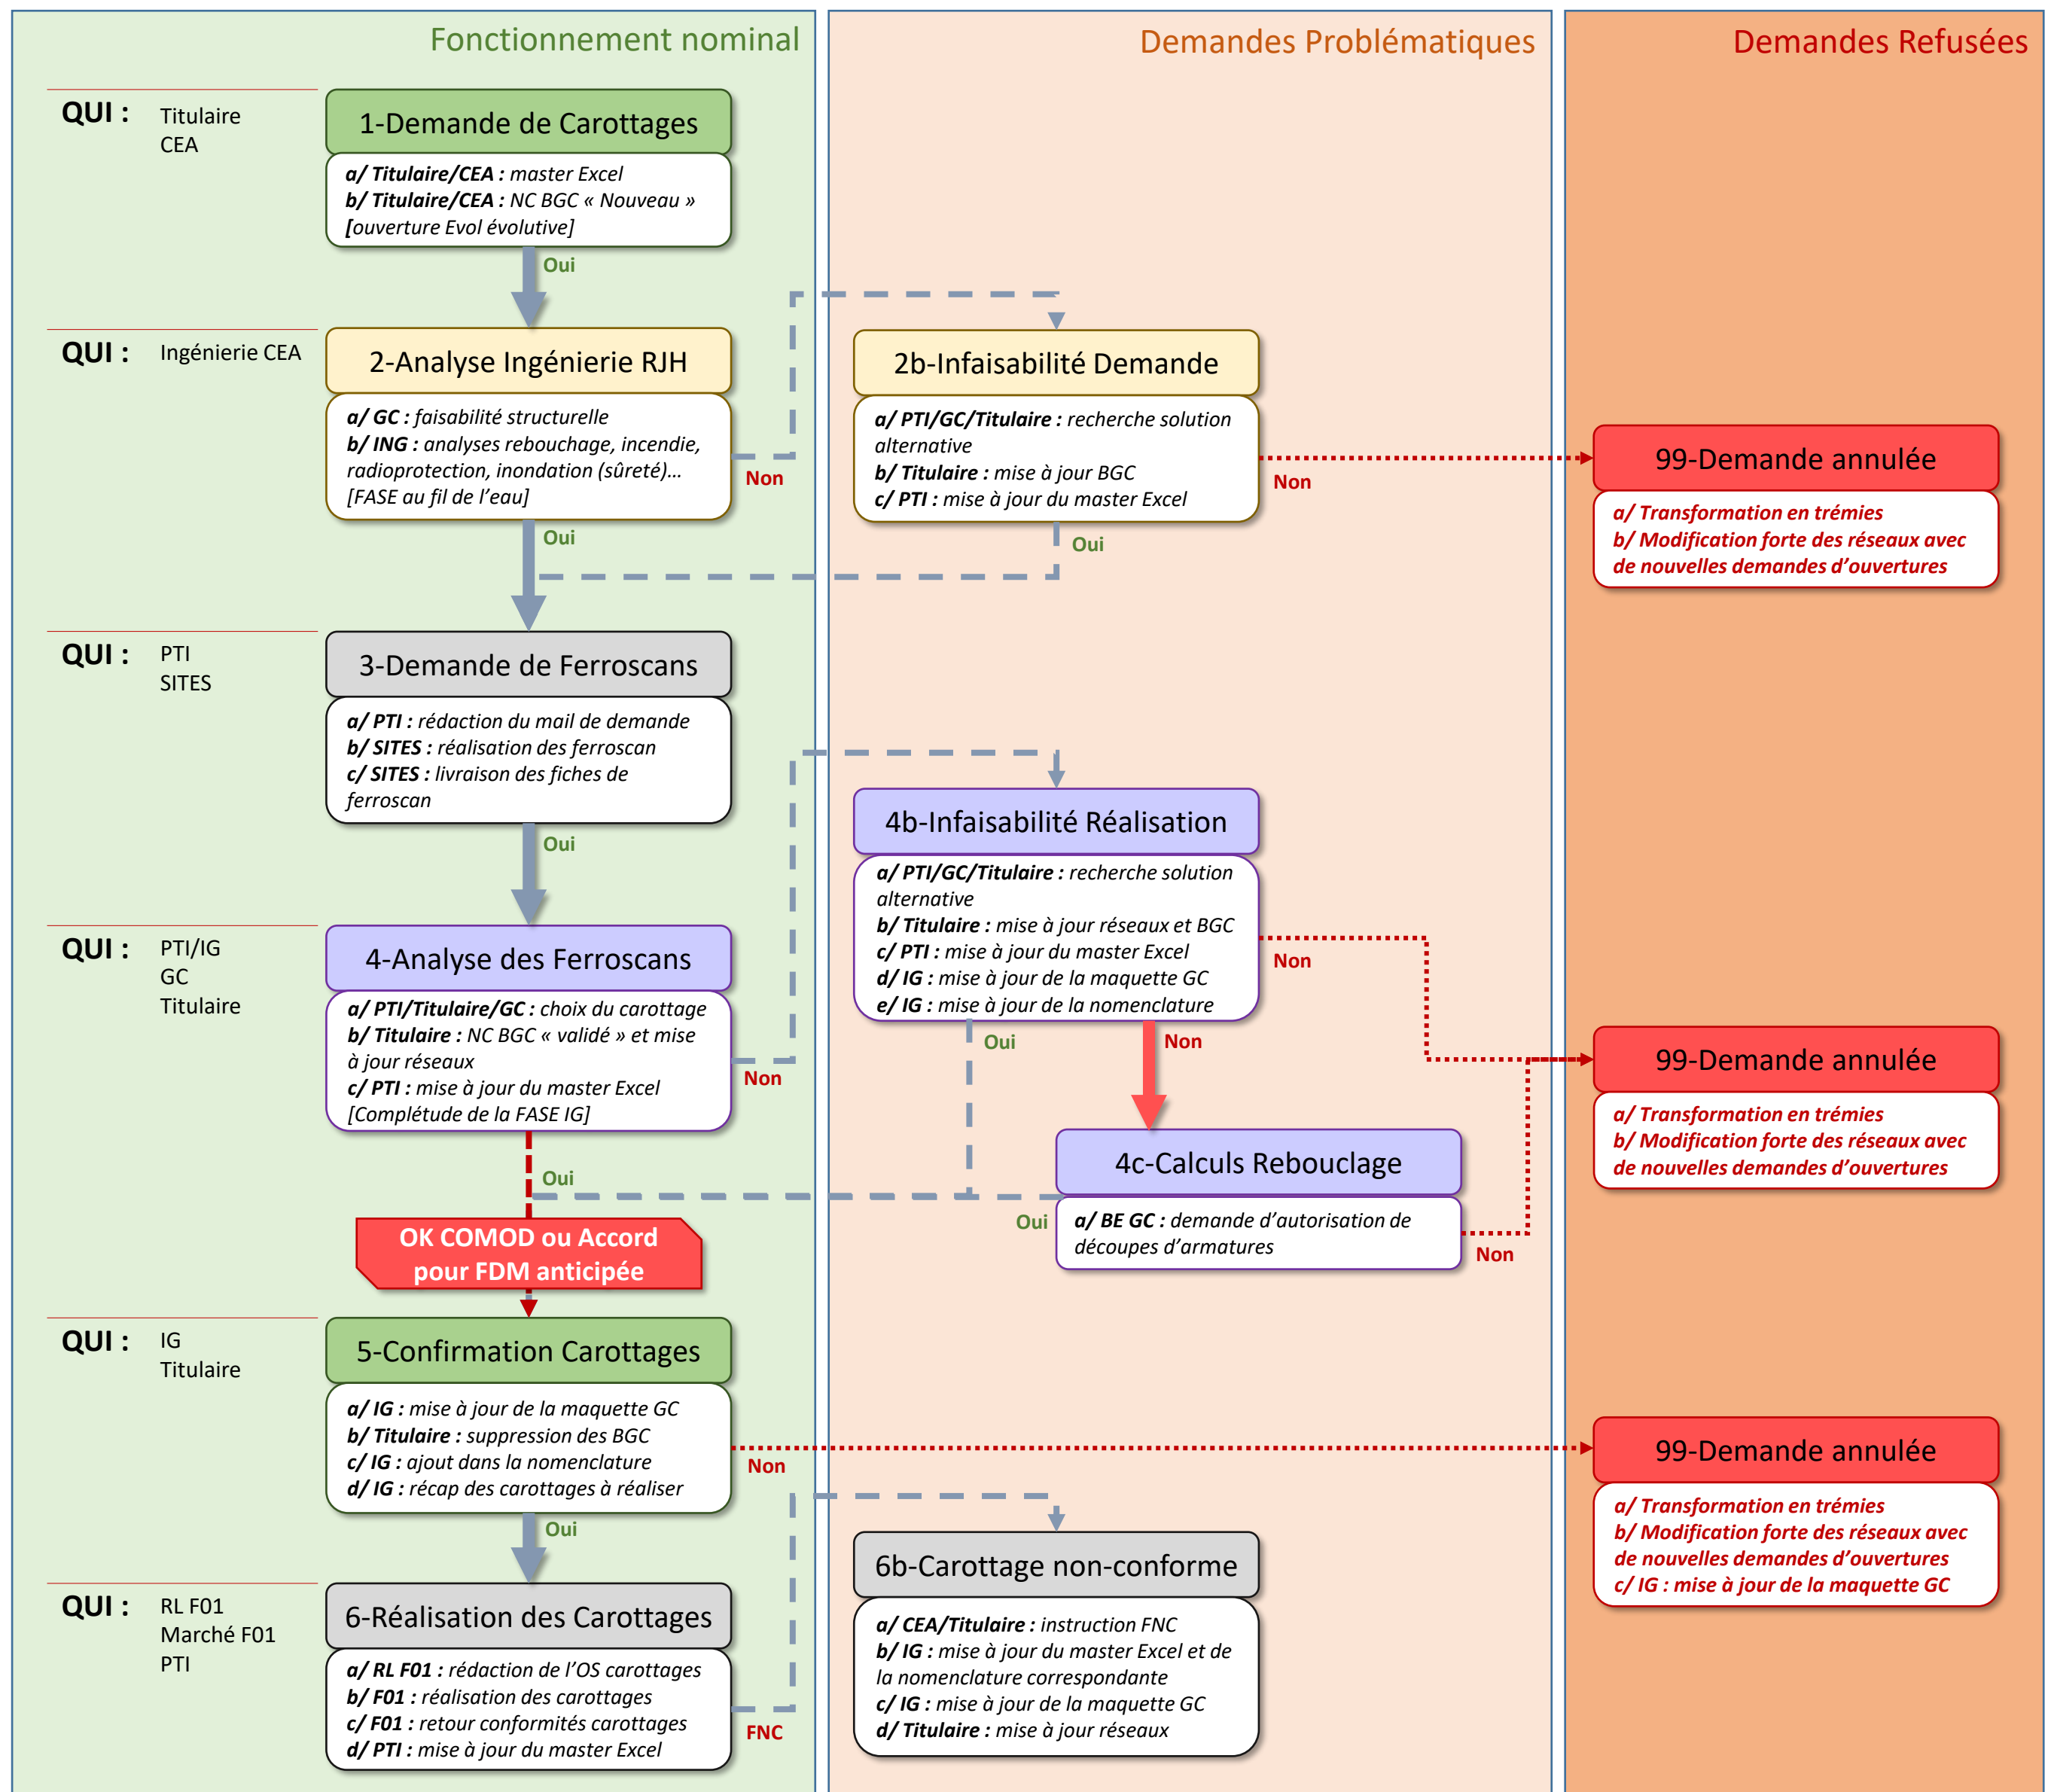 Fonctionnement nominal
Demandes Problématiques
Demandes Refusées
QUI :
Titulaire
CEA
1-Demande de Carottages
a/ Titulaire/CEA : master Excel
b/ Titulaire/CEA : NC BGC « Nouveau »
[ouverture Evol évolutive]
Oui
QUI :
Ingénierie CEA
2-Analyse Ingénierie RJH
a/ GC : faisabilité structurelle
b/ ING : analyses rebouchage, incendie,
radioprotection, inondation (sûreté)...
[FASE au fil de l'eau]
Non
Oui
2b-Infaisabilité Demande
a/ PTI/GC/Titulaire : recherche solution
alternative
b/ Titulaire : mise à jour BGC
c/ PTI : mise à jour du master Excel
Non
Oui
99-Demande annulée
a/ Transformation en trémies
b/ Modification forte des réseaux avec
de nouvelles demandes d'ouvertures
QUI :
PTI
SITES
3-Demande de Ferroscans
a/ PTI : rédaction du mail de demande
b/ SITES : réalisation des ferroscan
c/ SITES : livraison des fiches de
ferroscan
Oui
QUI :
PTI/IG
GC
Titulaire
4-Analyse des Ferroscans
a/ PTI/Titulaire/GC : choix du carottage
b/ Titulaire : NC BGC « validé » et mise
à jour réseaux
c/ PTI : mise à jour du master Excel
[Complétude de la FASE IG]
Non
Oui
4b-Infaisabilité Réalisation
a/ PTI/GC/Titulaire : recherche solution
alternative
b/ Titulaire : mise à jour réseaux et BGC
c/ PTI : mise à jour du master Excel
d/ IG : mise à jour de la maquette GC
e/ IG : mise à jour de la nomenclature
Non
Oui
Non
4c-Calculs Rebouclage
a/ BE GC : demande d'autorisation de
découpes d'armatures
Oui
Non
99-Demande annulée
a/ Transformation en trémies
b/ Modification forte des réseaux avec
de nouvelles demandes d'ouvertures
OK COMOD ou Accord
pour FDM anticipée
QUI :
IG
Titulaire
5-Confirmation Carottages
a/ IG : mise à jour de la maquette GC
b/ Titulaire : suppression des BGC
c/ IG : ajout dans la nomenclature
d/ IG : récap des carottages à réaliser
Non
Oui
99-Demande annulée
a/ Transformation en trémies
b/ Modification forte des réseaux avec
de nouvelles demandes d'ouvertures
c/ IG : mise à jour de la maquette GC
QUI :
RL F01
Marché F01
PTI
6-Réalisation des Carottages
a/ RL F01 : rédaction de l'OS carottages
b/ F01 : réalisation des carottages
c/ F01 : retour conformités carottages
d/ PTI : mise à jour du master Excel
FNC
6b-Carottage non-conforme
a/ CEA/Titulaire : instruction FNC
b/ IG : mise à jour du master Excel et de
la nomenclature correspondante
c/ IG : mise à jour de la maquette GC
d/ Titulaire : mise à jour réseaux